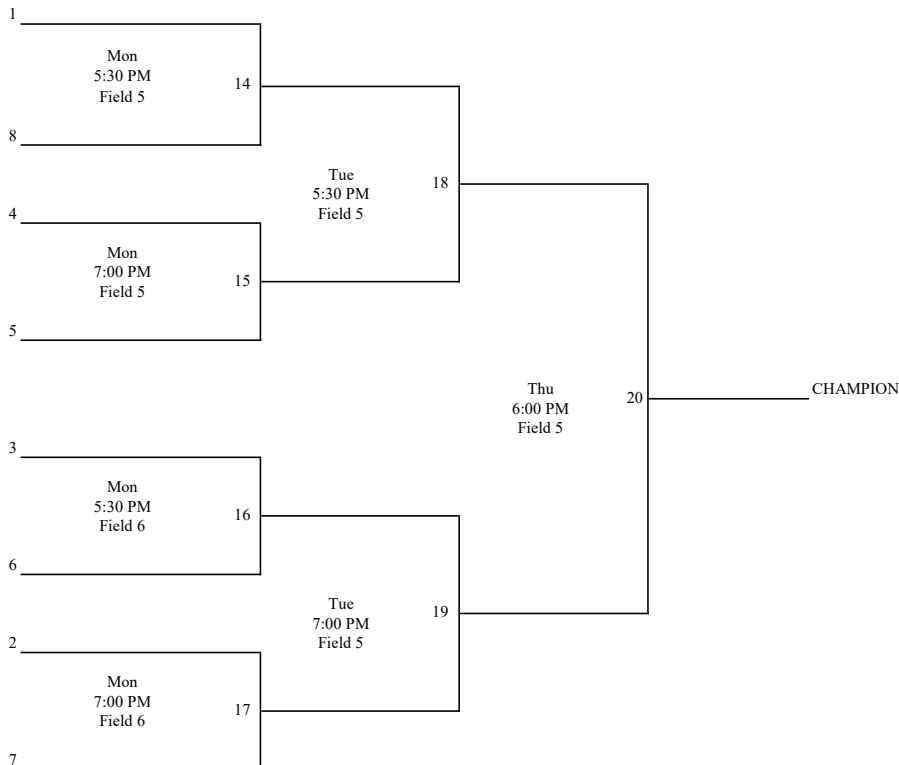 1
Mon
5:30 PM
Field 5
14
8
Tue
5:30 PM
Field 5
18
4
Mon
7:00 PM
Field 5
15
5
Thu
6:00 PM
Field 5
20
CHAMPION
3
Mon
5:30 PM
Field 6
16
6
Tue
7:00 PM
Field 5
19
2
Mon
7:00 PM
Field 6
17
7